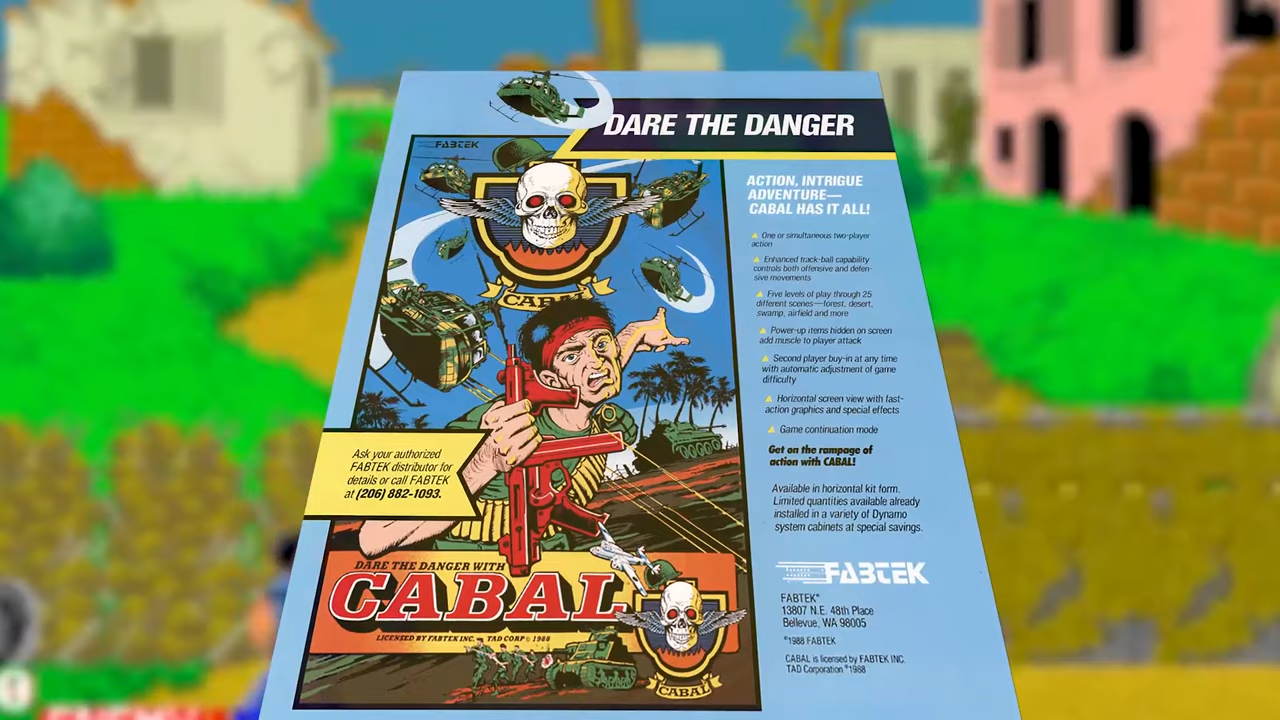 DARE THE DANGER
FABTEK
CABAL
ACTION, INTRIGUE
ADVENTURE—
CABAL HAS IT ALL!
One or simultaneous two-player
action
Enhanced track-ball capability
controls both offensive and defen-
sive movements
Five levels of play through 25
different scenes—forest, desert,
swamp, airfield and more
Power-up items hidden on screen
add muscle to player attack
Second player buy-in at any time
with automatic adjustment of game
difficulty
Horizontal screen view with fast-
action graphics and special effects
Game continuation mode
Get on the rampage of
action with CABAL!
Available in horizontal kit form.
Limited quantities available already
installed in a variety of Dynamo
system cabinets at special savings.
Ask your authorized
FABTEK distributor for
details or call FABTEK
at (206) 882-1093.
DARE THE DANGER WITH
CABAL
LICENSED BY FABTEK INC. TAD CORP © 1988
CABAL
FABTEK
FABTEK®
13807 N.E. 48th Place
Bellevue, WA 98005
©1988 FABTEK
CABAL is licensed by FABTEK INC.
TAD Corporation ©1988